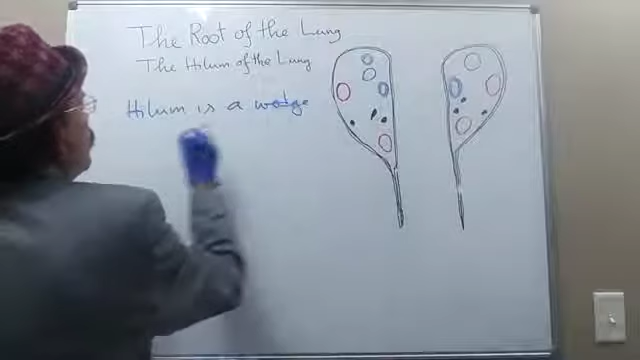 The Root of the Lung
The Hilum of the Lung
Hilum is a wedge